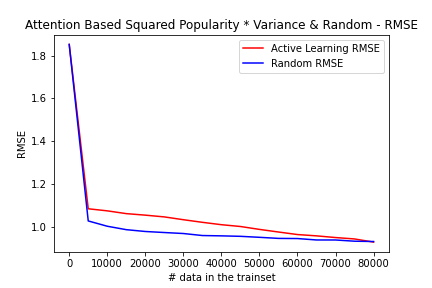 Attention Based Squared Popularity * Variance & Random - RMSE
Active Learning RMSE
Random RMSE
RMSE
1.8
1.6
1.4
1.2
1.0
0 10000 20000 30000 40000 50000 60000 70000 80000
# data in the trainset